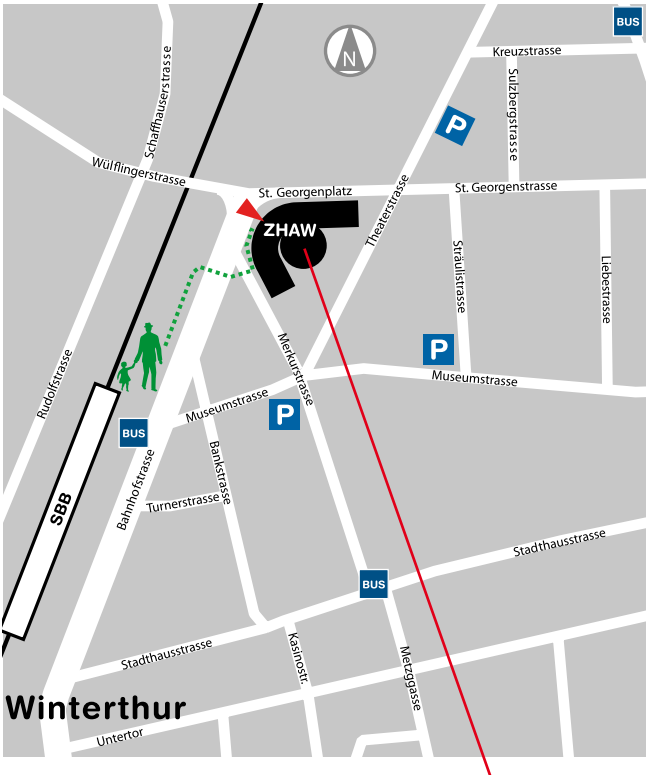 BUS
Kreuzstrasse
N
Schaffhauserstrasse
Sulzbergstrasse
P
Wülflingerstrasse
St. Georgenplatz
St. Georgenstrasse
Theaterstrasse
ZHAW
Sträulistrasse
Liebestrasse
Merkurstrasse
P
Rudolfstrasse
Museumstrasse
Museumstrasse
P
BUS
Bankstrasse
Bahnhofstrasse
SBB
Turnerstrasse
Stadthausstrasse
BUS
Kasinostr.
Stadthausstrasse
Metzggasse
Winterthur
Untertor